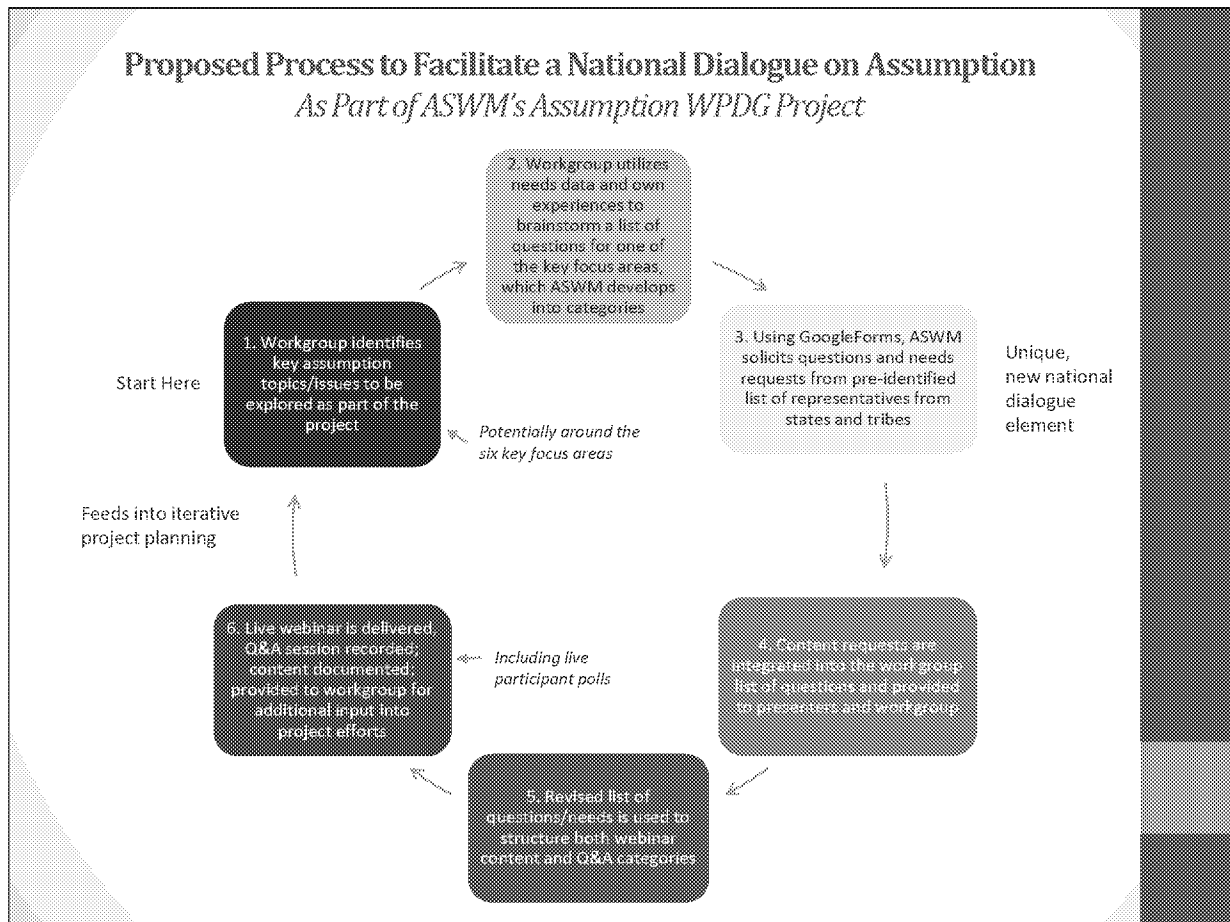 Proposed Process to Facilitate a National Dialogue on Assumption
As Part of ASWM's Assumption WPDG Project
Start Here
1. Workgroup identifies
key assumption
topics/issues to be
explored as part of the
project
Potentially around the
six key focus areas
2. Workgroup utilizes
needs data and own
experiences to
brainstorm a list of
questions for one of
the key focus areas,
which ASWM develops
into categories
3. Using GoogleForms, ASWM
solicits questions and needs
requests from pre-identified
list of representatives from
states and tribes
Unique,
new national
dialogue
element
4. Content requests are
integrated into the workgroup
list of questions and provided
to presenters and workgroup
5. Revised list of
questions/needs is used to
structure both webinar
content and Q&A categories
6. Live webinar is delivered,
Q&A session recorded;
content documented;
provided to workgroup for
additional input into
project efforts
Including live
participant polls
Feeds into iterative
project planning